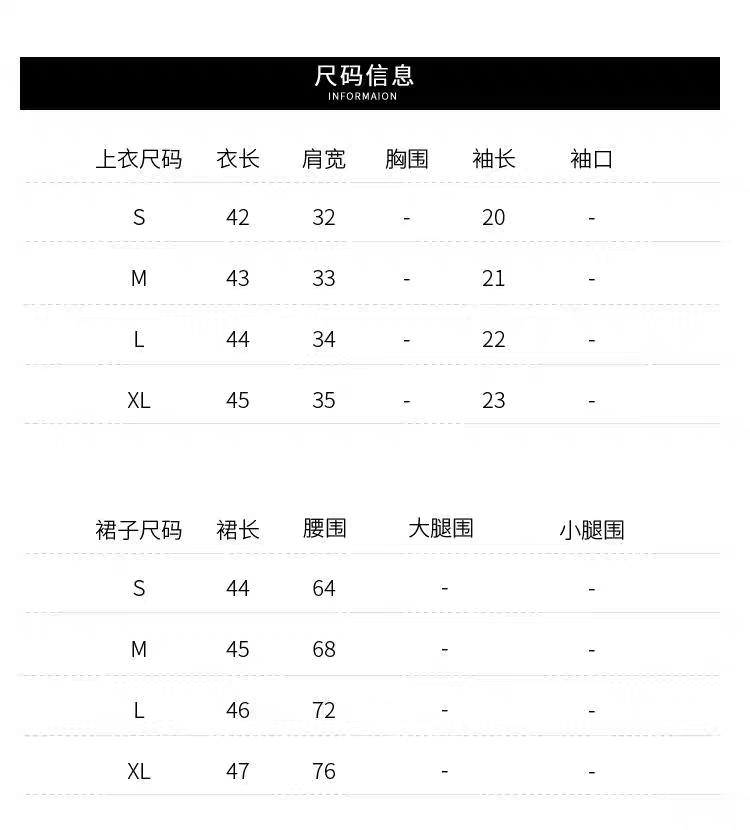 尺码信息
INFORMAION
上衣尺码 衣长 肩宽 胸围 袖长 袖口
S 42 32 - 20 -
M 43 33 - 21 -
L 44 34 - 22 -
XL 45 35 - 23 -
裙子尺码 裙长 腰围 大腿围 小腿围
S 44 64 - -
M 45 68 - -
L 46 72 - -
XL 47 76 - -